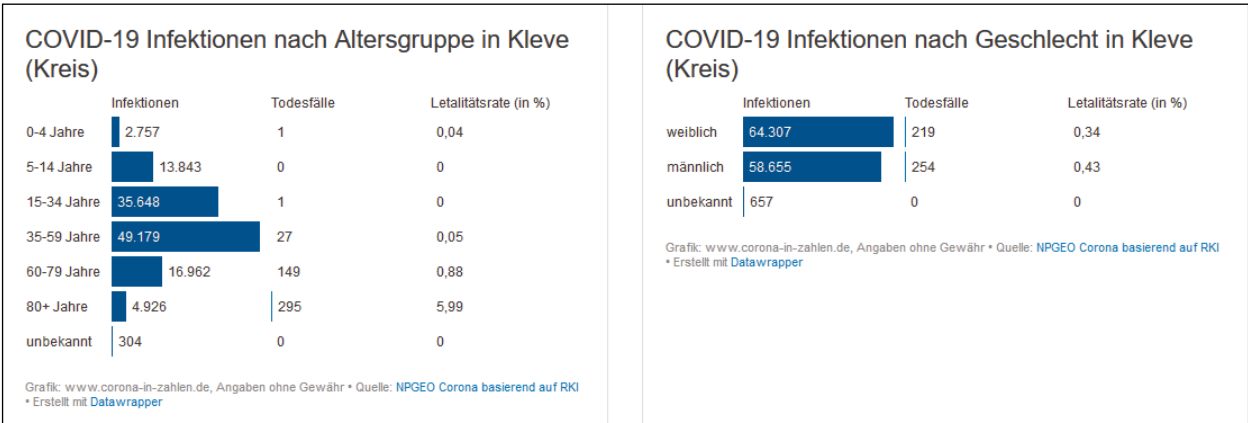 COVID-19 Infektionen nach Altersgruppe in Kleve
(Kreis)
Infektionen Todesfälle Letalitätsrate (in %)
0-4 Jahre 2.757 1 0,04
5-14 Jahre 13.843 0 0
15-34 Jahre 35.648 1 0
35-59 Jahre 49.179 27 0,05
60-79 Jahre 16.962 149 0,88
80+ Jahre 4.926 295 5,99
unbekannt 304 0 0
Grafik: www.corona-in-zahlen.de, Angaben ohne Gewähr • Quelle: NPGEO Corona basierend auf RKI
• Erstellt mit Datawrapper
COVID-19 Infektionen nach Geschlecht in Kleve
(Kreis)
Infektionen Todesfälle Letalitätsrate (in %)
weiblich 64.307 219 0,34
männlich 58.655 254 0,43
unbekannt 657 0 0
Grafik: www.corona-in-zahlen.de, Angaben ohne Gewähr • Quelle: NPGEO Corona basierend auf RKI
• Erstellt mit Datawrapper